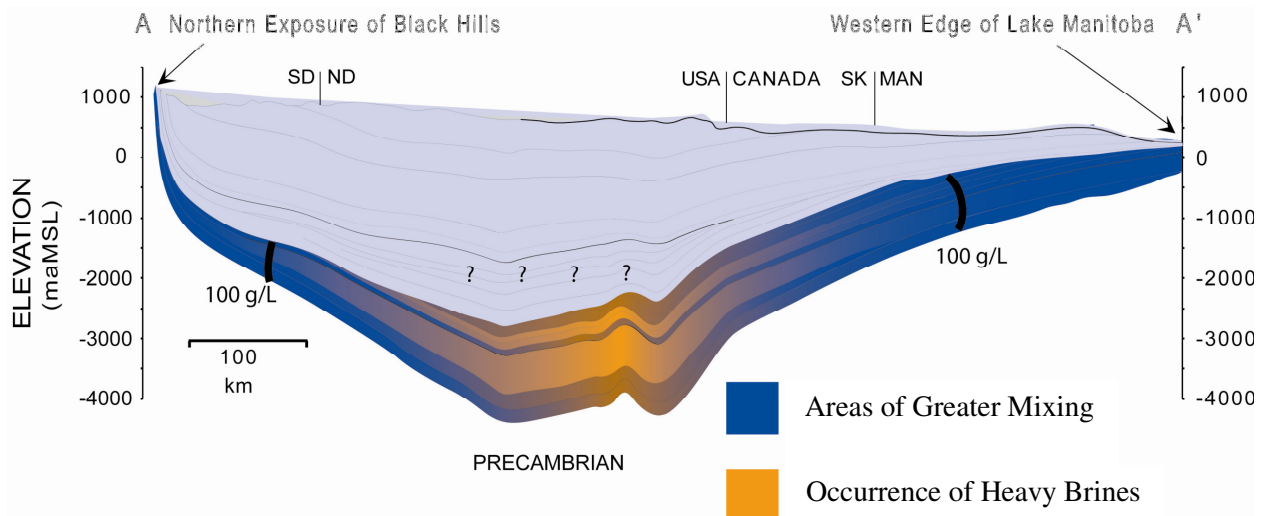 A Northern Exposure of Black Hills
Western Edge of Lake Manitoba A'
SD ND
USA CANADA
SK MAN
1000
0
-1000
-2000
-3000
-4000
1000
0
-1000
-2000
-3000
-4000
ELEVATION
(maMSL)
100 g/L
100 g/L
? ? ? ?
100
km
PRECAMBRIAN
Areas of Greater Mixing
Occurrence of Heavy Brines